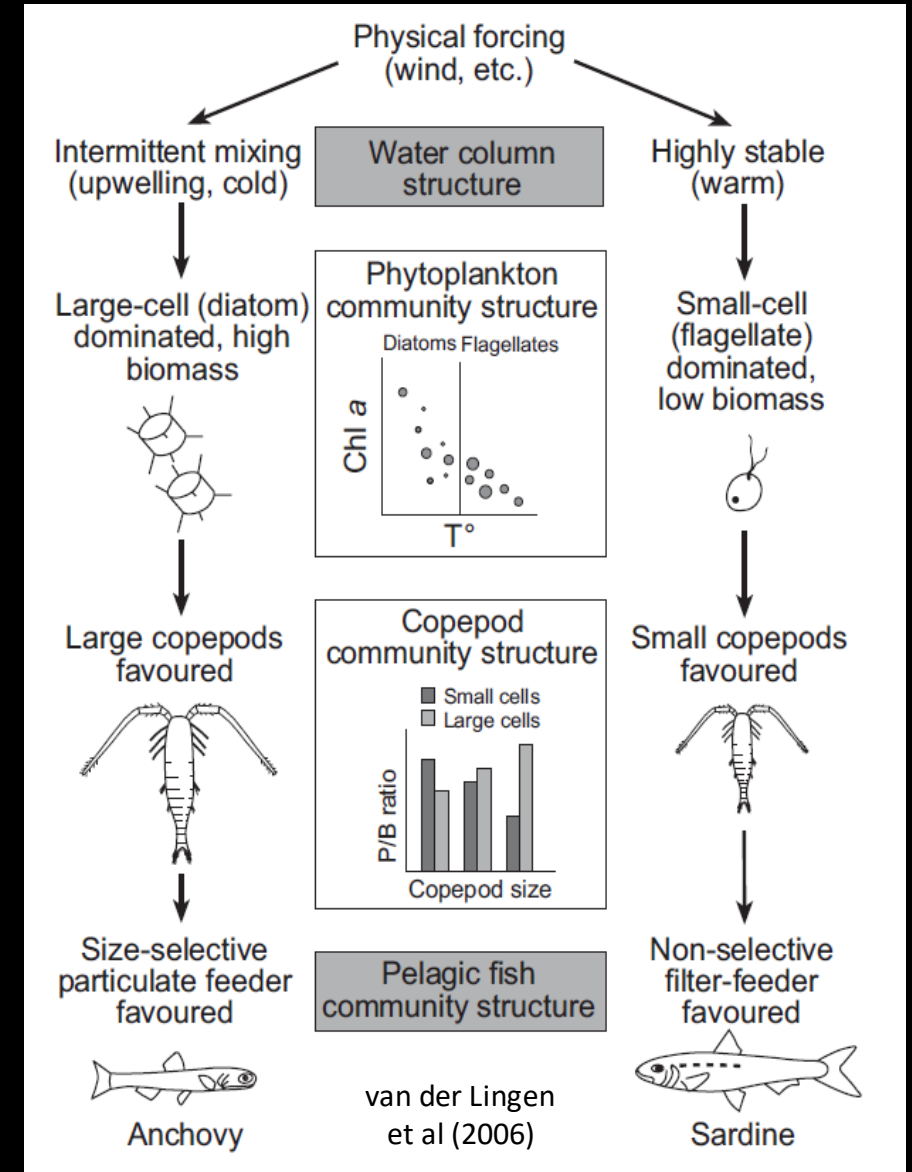 Physical forcing
(wind, etc.)
Intermittent mixing
(upwelling, cold)
Water column
structure
Highly stable
(warm)
Large-cell (diatom)
dominated, high
biomass
Phytoplankton
community structure
Diatoms Flagellates
Chl a
T°
Small-cell
(flagellate)
dominated,
low biomass
Large copepods
favoured
Copepod
community structure
Small cells
Large cells
P/B ratio
Copepod size
Small copepods
favoured
Size-selective
particulate feeder
favoured
Pelagic fish
community structure
Non-selective
filter-feeder
favoured
Anchovy
van der Lingen
et al (2006)
Sardine